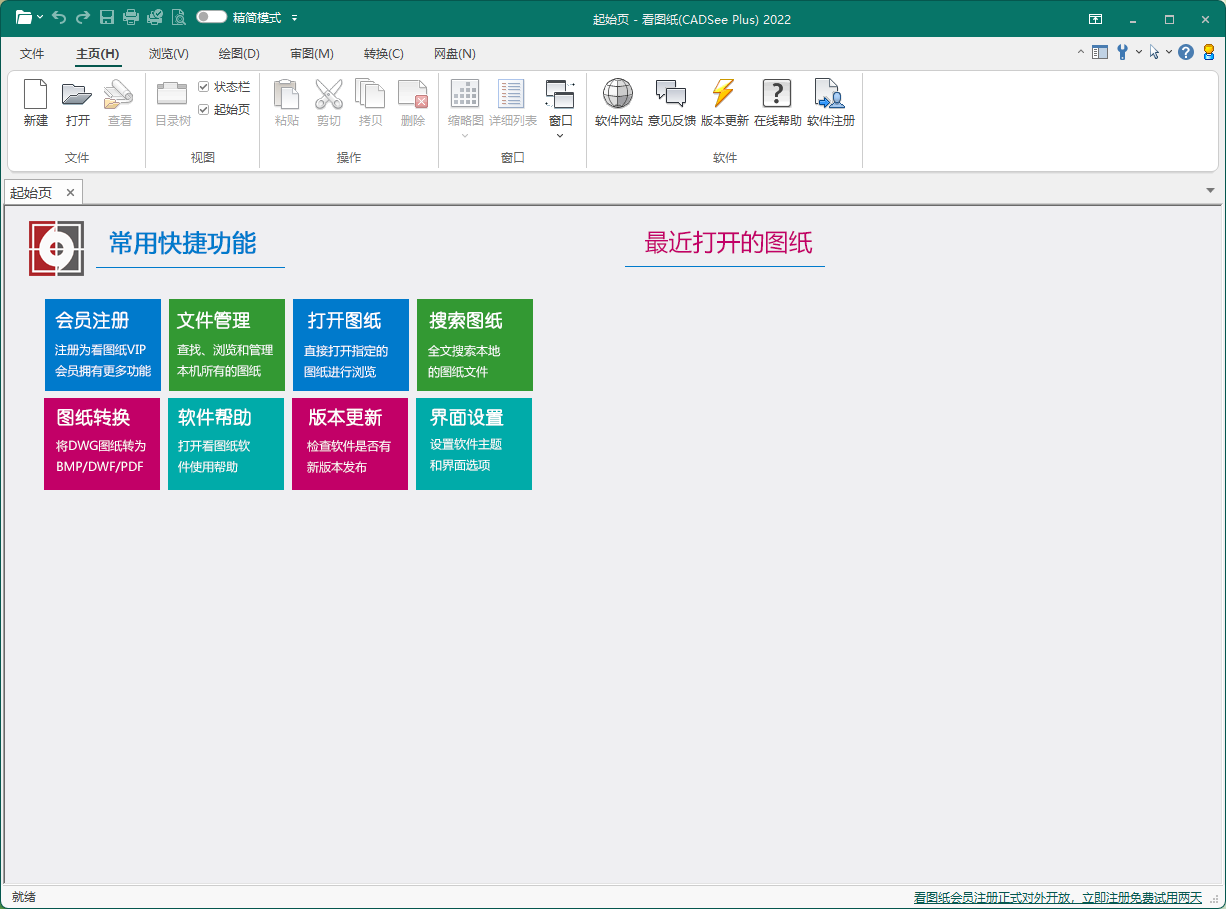 精简模式
起始页 - 看图纸(CADSee Plus) 2022
文件 主页(H) 浏览(V) 绘图(D) 审图(M) 转换(C) 网盘(N)
新建 打开 查看
目录树
状态栏
起始页
粘贴 剪切 拷贝 删除
缩略图 详细列表 窗口
软件网站 意见反馈 版本更新 在线帮助 软件注册
文件 视图 操作 窗口 软件
起始页
常用快捷功能
最近打开的图纸
会员注册
注册为看图纸VIP
会员拥有更多功能
文件管理
查找、浏览和管理
本机所有的图纸
打开图纸
直接打开指定的
图纸进行浏览
搜索图纸
全文搜索本地
的图纸文件
图纸转换
将DWG图纸转为
BMP/DWF/PDF
软件帮助
打开看图纸软
件使用帮助
版本更新
检查软件是否有
新版本发布
界面设置
设置软件主题
和界面选项
就绪
看图纸会员注册正式对外开放，立即注册免费试用两天